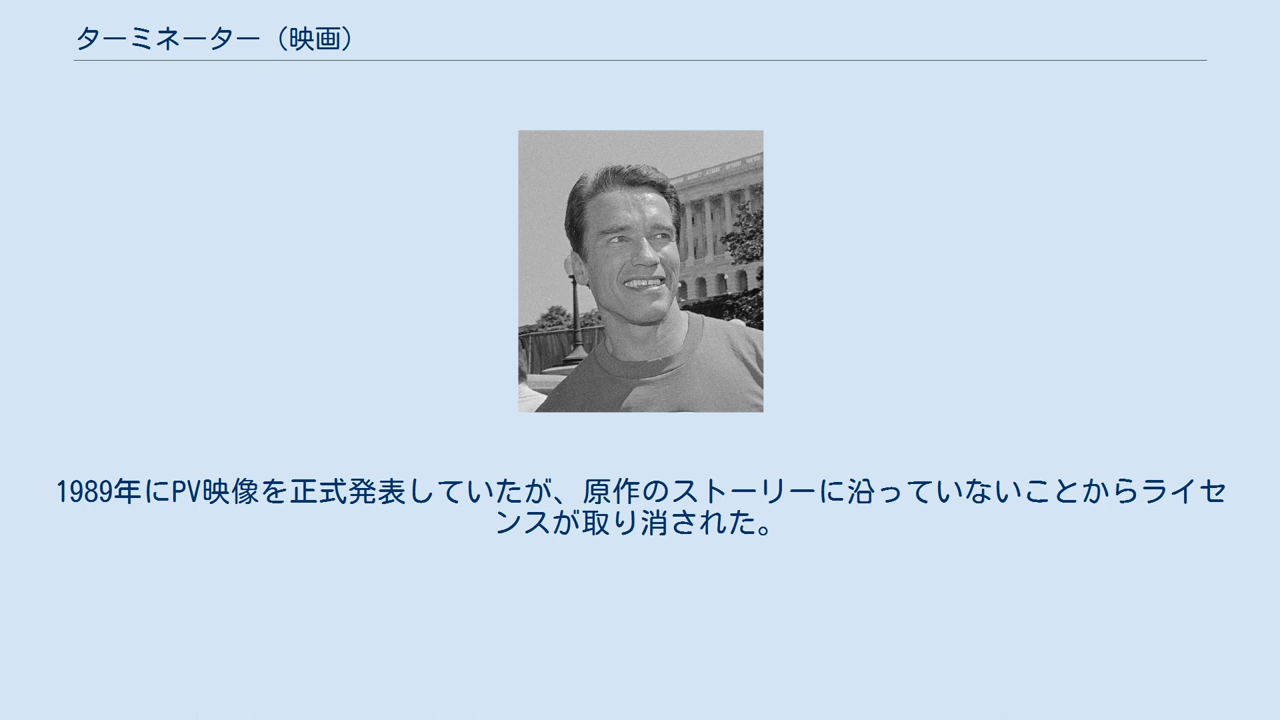 ターミネーター（映画）
1989年にPV映像を正式発表していたが、原作のストーリーに沿っていないことからライセ
ンスが取り消された。